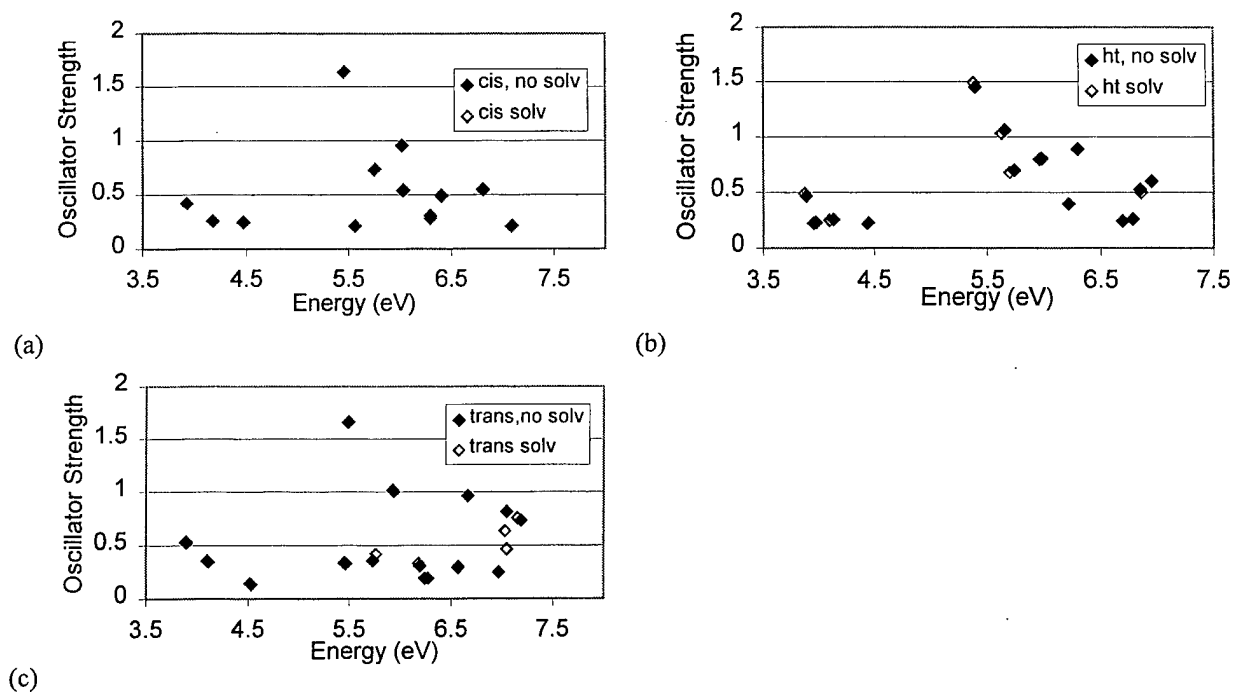 2
1.5
1
0.5
0
Oscillator Strength
cis, no solv
cis solv
3.5 4.5 5.5 6.5 7.5
Energy (eV)
(a)
2
1.5
1
0.5
0
Oscillator Strength
ht, no solv
ht solv
3.5 4.5 5.5 6.5 7.5
Energy (eV)
(b)
2
1.5
1
0.5
0
Oscillator Strength
trans,no solv
trans solv
3.5 4.5 5.5 6.5 7.5
Energy (eV)
(c)